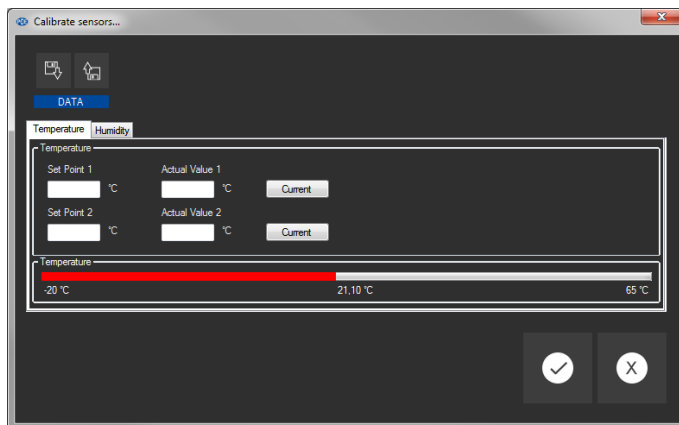 Calibrate sensors...
DATA
Temperature Humidity
Temperature
Set Point 1 Actual Value 1
°C °C Current
Set Point 2 Actual Value 2
°C °C Current
Temperature
-20 °C 21,10 °C 65 °C
X